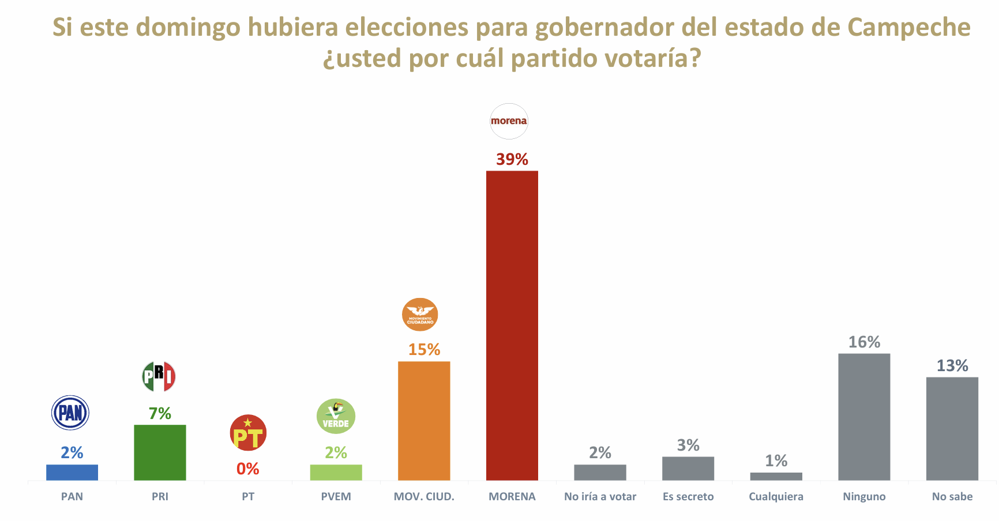 Si este domingo hubiera elecciones para gobernador del estado de Campeche
¿usted por cuál partido votaría?
morena
39%
MOVIMIENTO
CIUDADANO
15%
16%
13%
PRI
7%
PAN
2%
PT
0%
VERDE
2%
2%
3%
1%
PAN PRI PT PVEM MOV. CIUD. MORENA No iría a votar Es secreto Cualquiera Ninguno No sabe